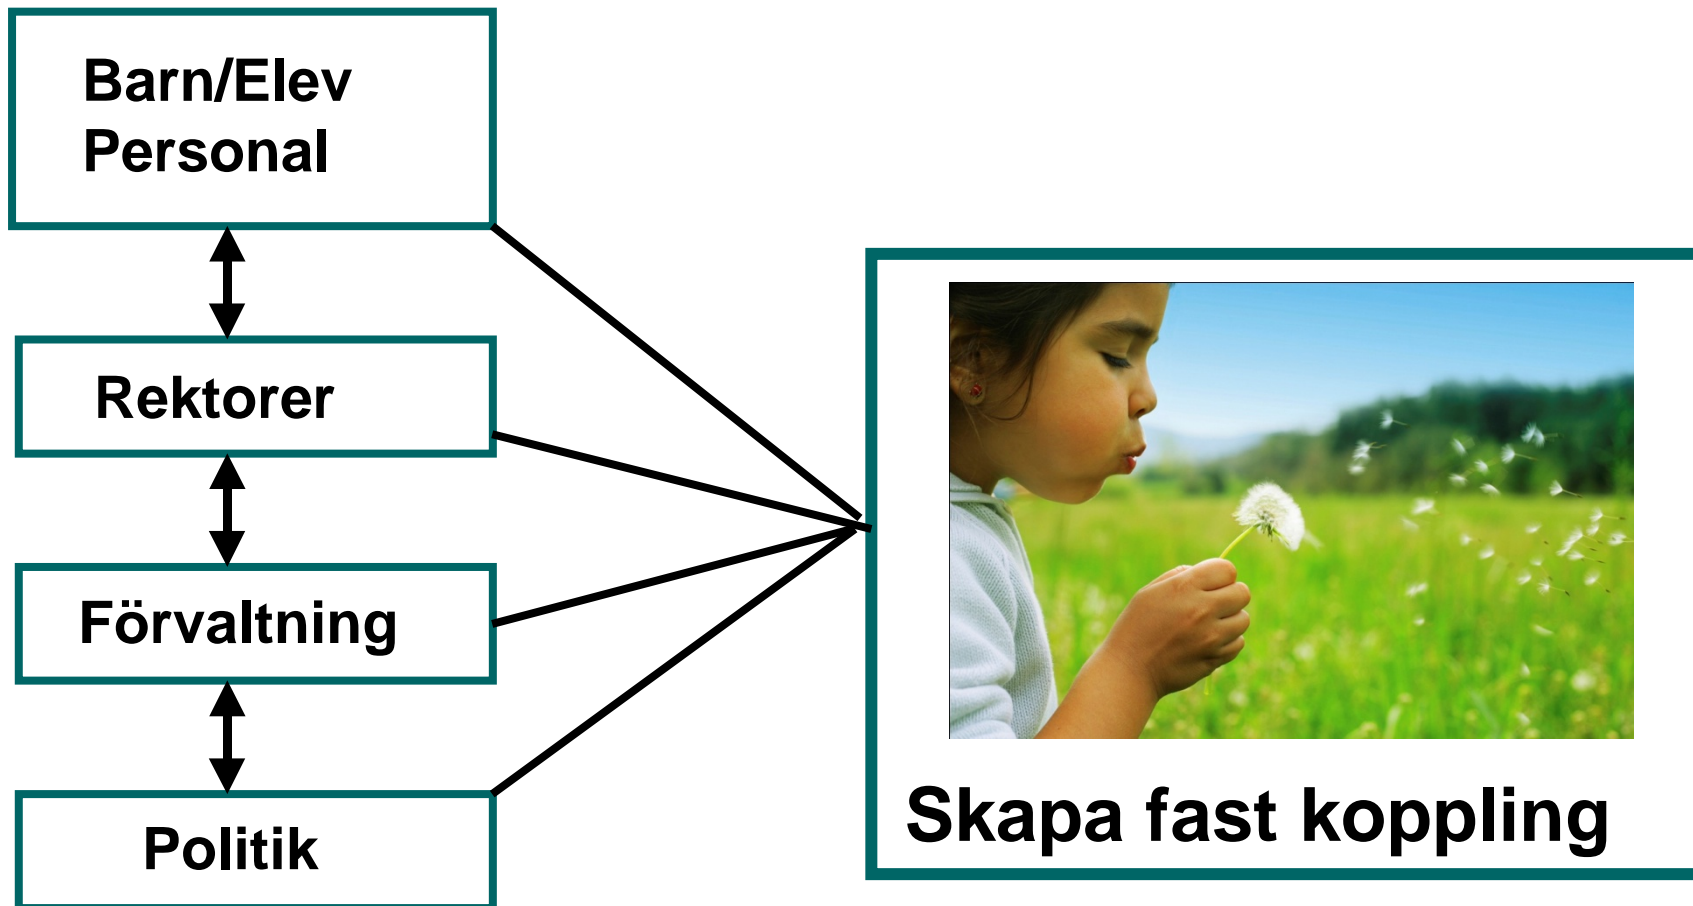 Barn/Elev
Personal
Rektorer
Förvaltning
Politik
Skapa fast koppling